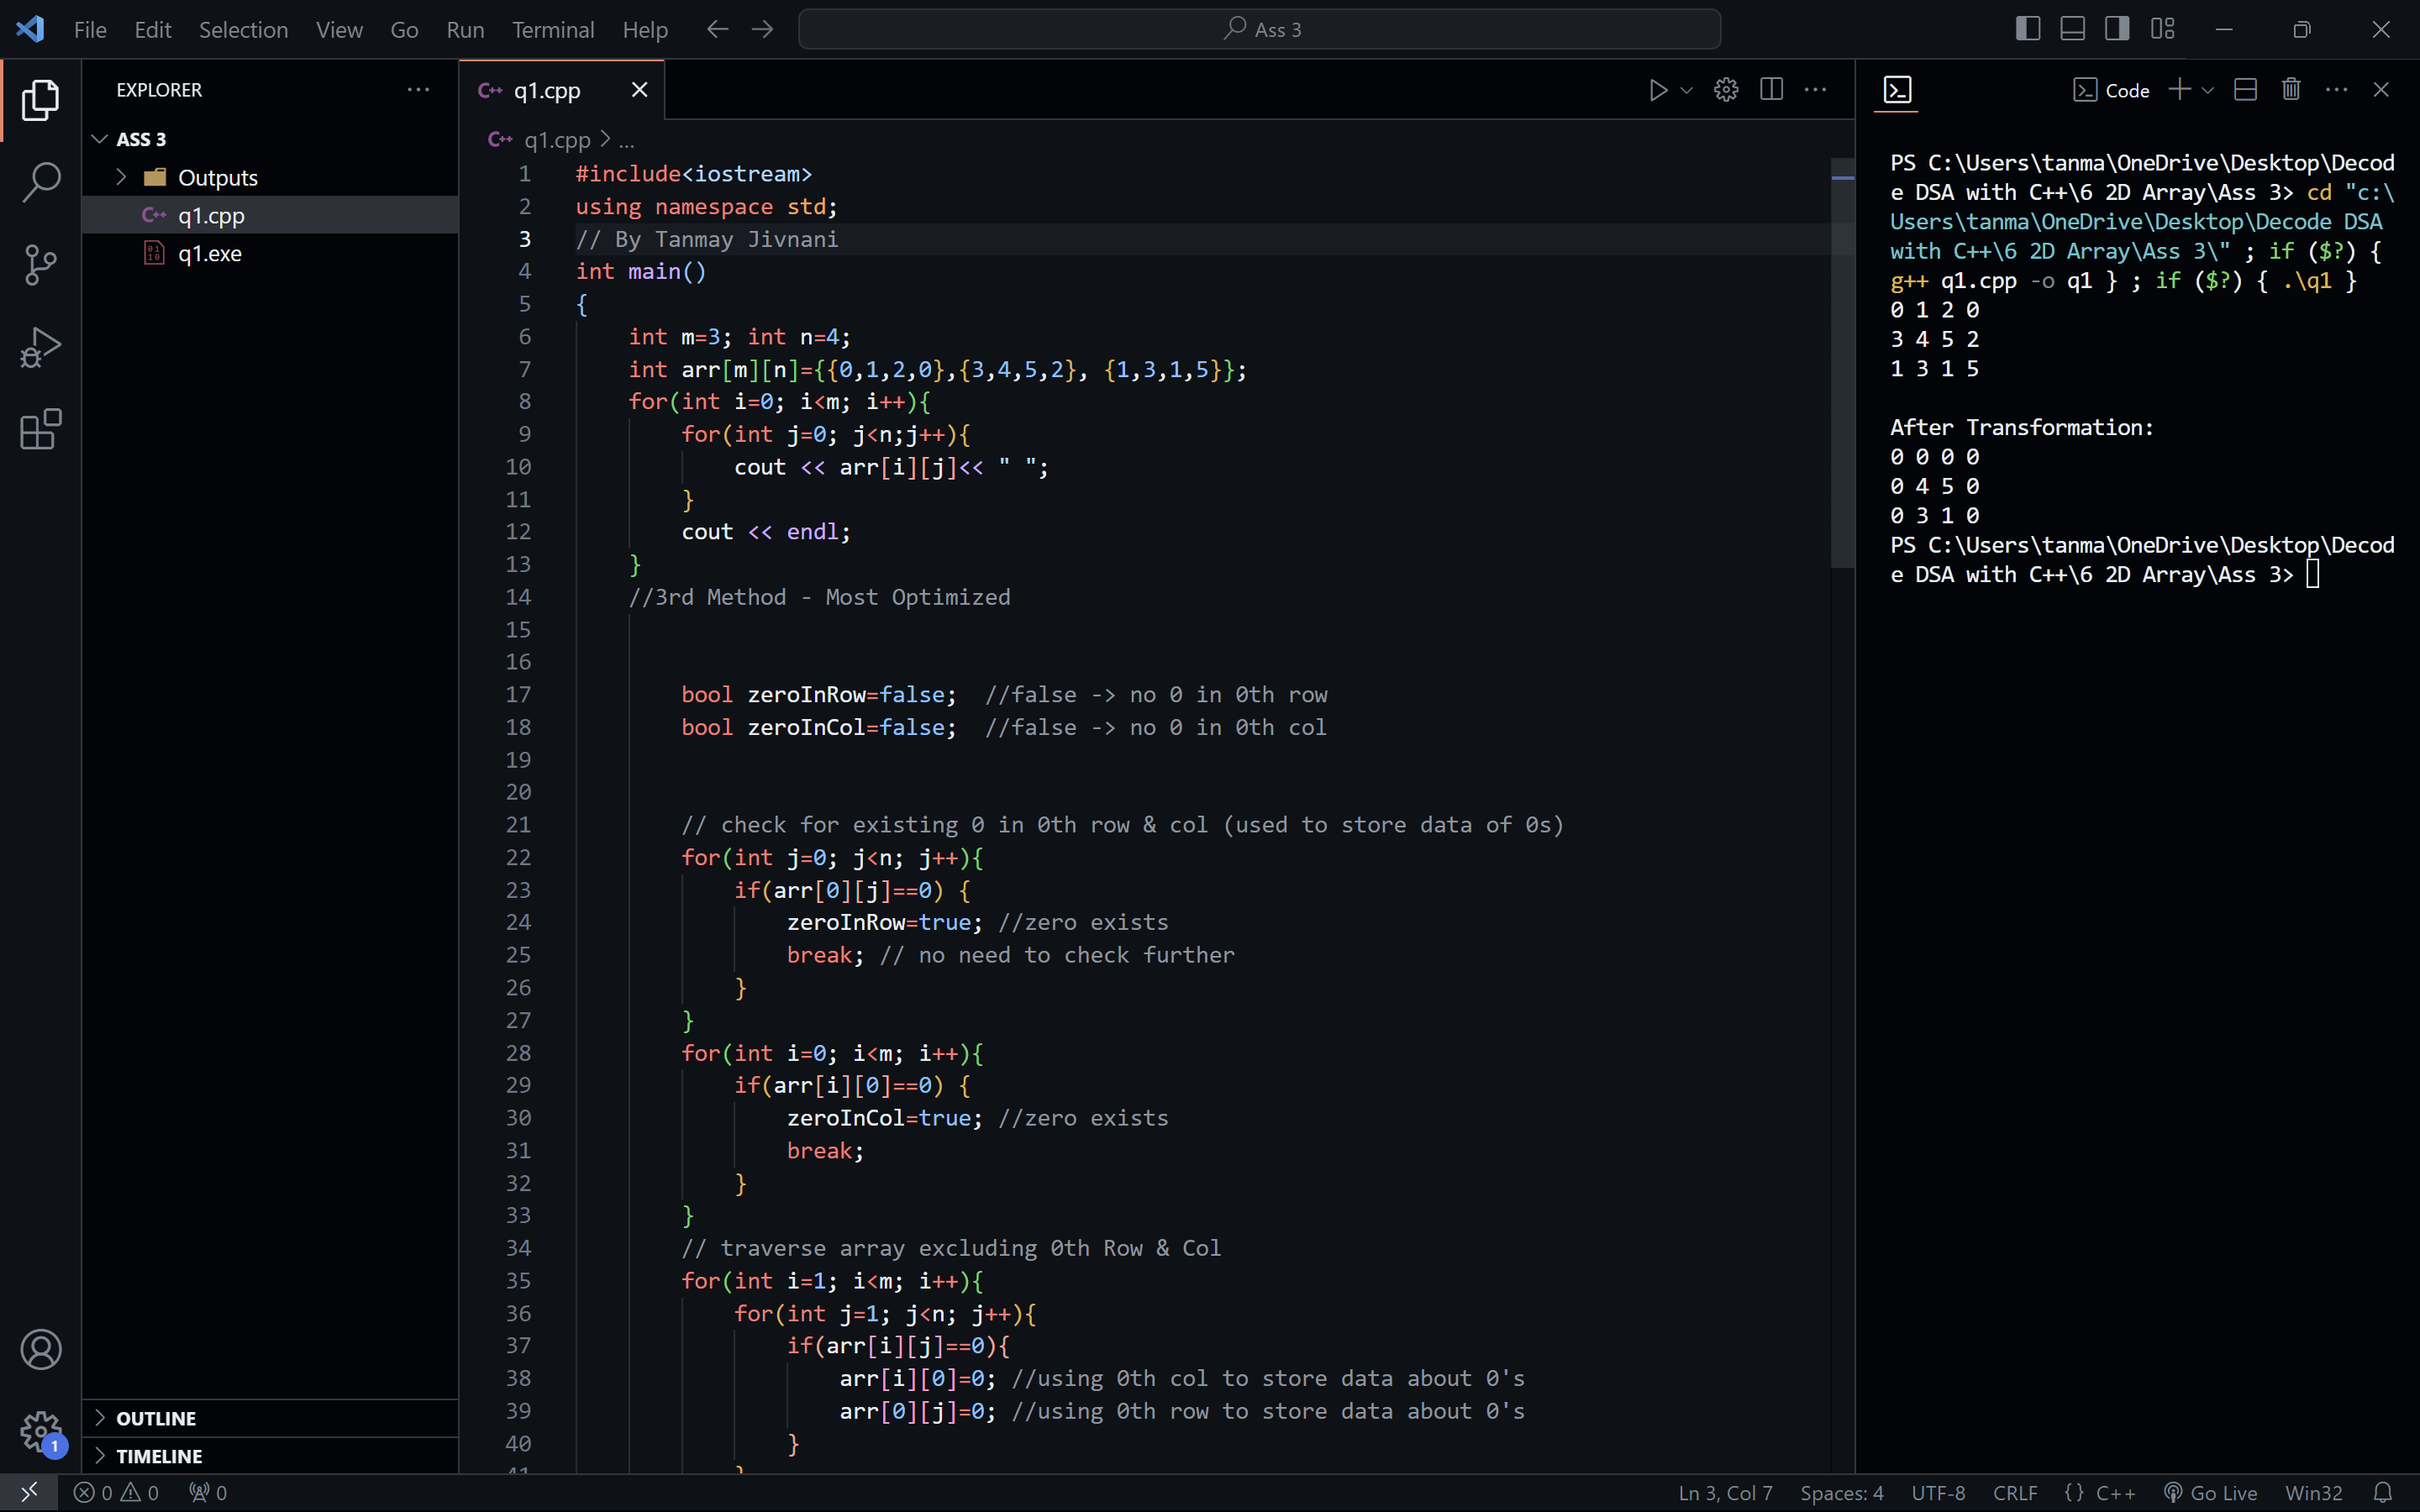 File Edit Selection View Go Run Terminal Help Ass 3
EXPLORER
ASS 3
Outputs
q1.cpp
q1.exe
OUTLINE
TIMELINE
1
q1.cpp
q1.cpp > ...
1 #include<iostream>
2 using namespace std;
3 // By Tanmay Jivnani
4 int main()
5 {
6 int m=3; int n=4;
7 int arr[m][n]={{0,1,2,0},{3,4,5,2}, {1,3,1,5}};
8 for(int i=0; i<m; i++){
9 for(int j=0; j<n;j++){
10 cout << arr[i][j]<< " ";
11 }
12 cout << endl;
13 }
14 //3rd Method - Most Optimized
15
16
17 bool zeroInRow=false; //false -> no 0 in 0th row
18 bool zeroInCol=false; //false -> no 0 in 0th col
19
20
21 // check for existing 0 in 0th row & col (used to store data of 0s)
22 for(int j=0; j<n; j++){
23 if(arr[0][j]==0) {
24 zeroInRow=true; //zero exists
25 break; // no need to check further
26 }
27 }
28 for(int i=0; i<m; i++){
29 if(arr[i][0]==0) {
30 zeroInCol=true; //zero exists
31 break;
32 }
33 }
34 // traverse array excluding 0th Row & Col
35 for(int i=1; i<m; i++){
36 for(int j=1; j<n; j++){
37 if(arr[i][j]==0){
38 arr[i][0]=0; //using 0th col to store data about 0's
39 arr[0][j]=0; //using 0th row to store data about 0's
40 }
Code
PS C:\Users\tanma\OneDrive\Desktop\Decod
e DSA with C++\6 2D Array\Ass 3> cd "c:\
Users\tanma\OneDrive\Desktop\Decode DSA
with C++\6 2D Array\Ass 3\" ; if ($?) {
g++ q1.cpp -o q1 } ; if ($?) { .\q1 }
0 1 2 0
3 4 5 2
1 3 1 5
After Transformation:
0 0 0 0
0 4 5 0
0 3 1 0
PS C:\Users\tanma\OneDrive\Desktop\Decod
e DSA with C++\6 2D Array\Ass 3>
0 0 0 Ln 3, Col 7 Spaces: 4 UTF-8 CRLF {} C++ Go Live Win32